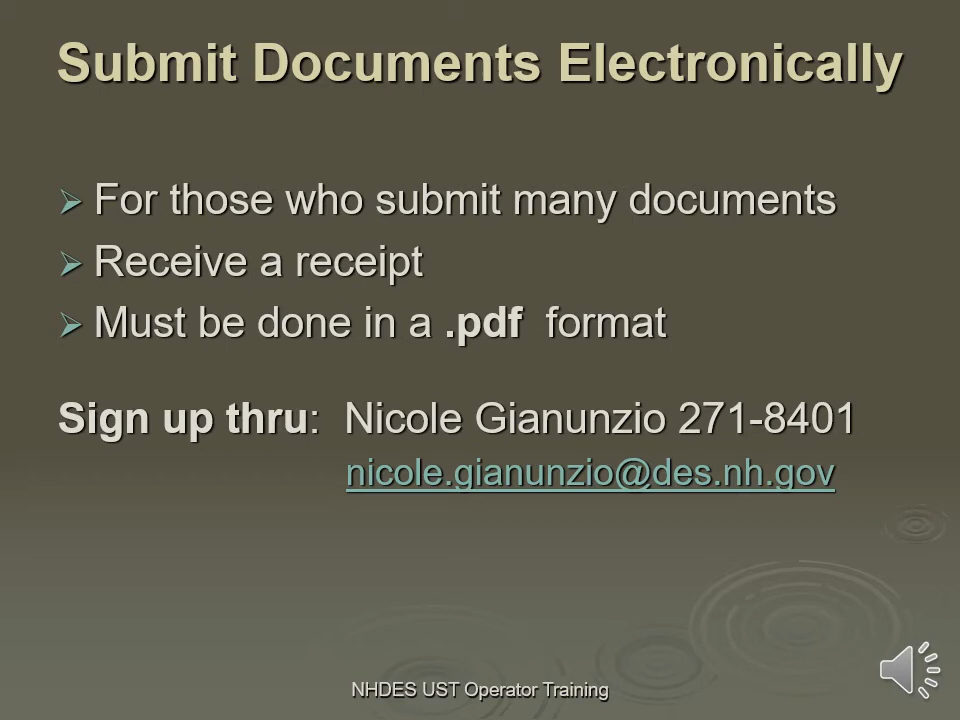 Submit Documents Electronically
For those who submit many documents
Receive a receipt
Must be done in a .pdf format
Sign up thru: Nicole Gianunzio 271-8401
nicole.gianunzio@des.nh.gov
NHDES UST Operator Training